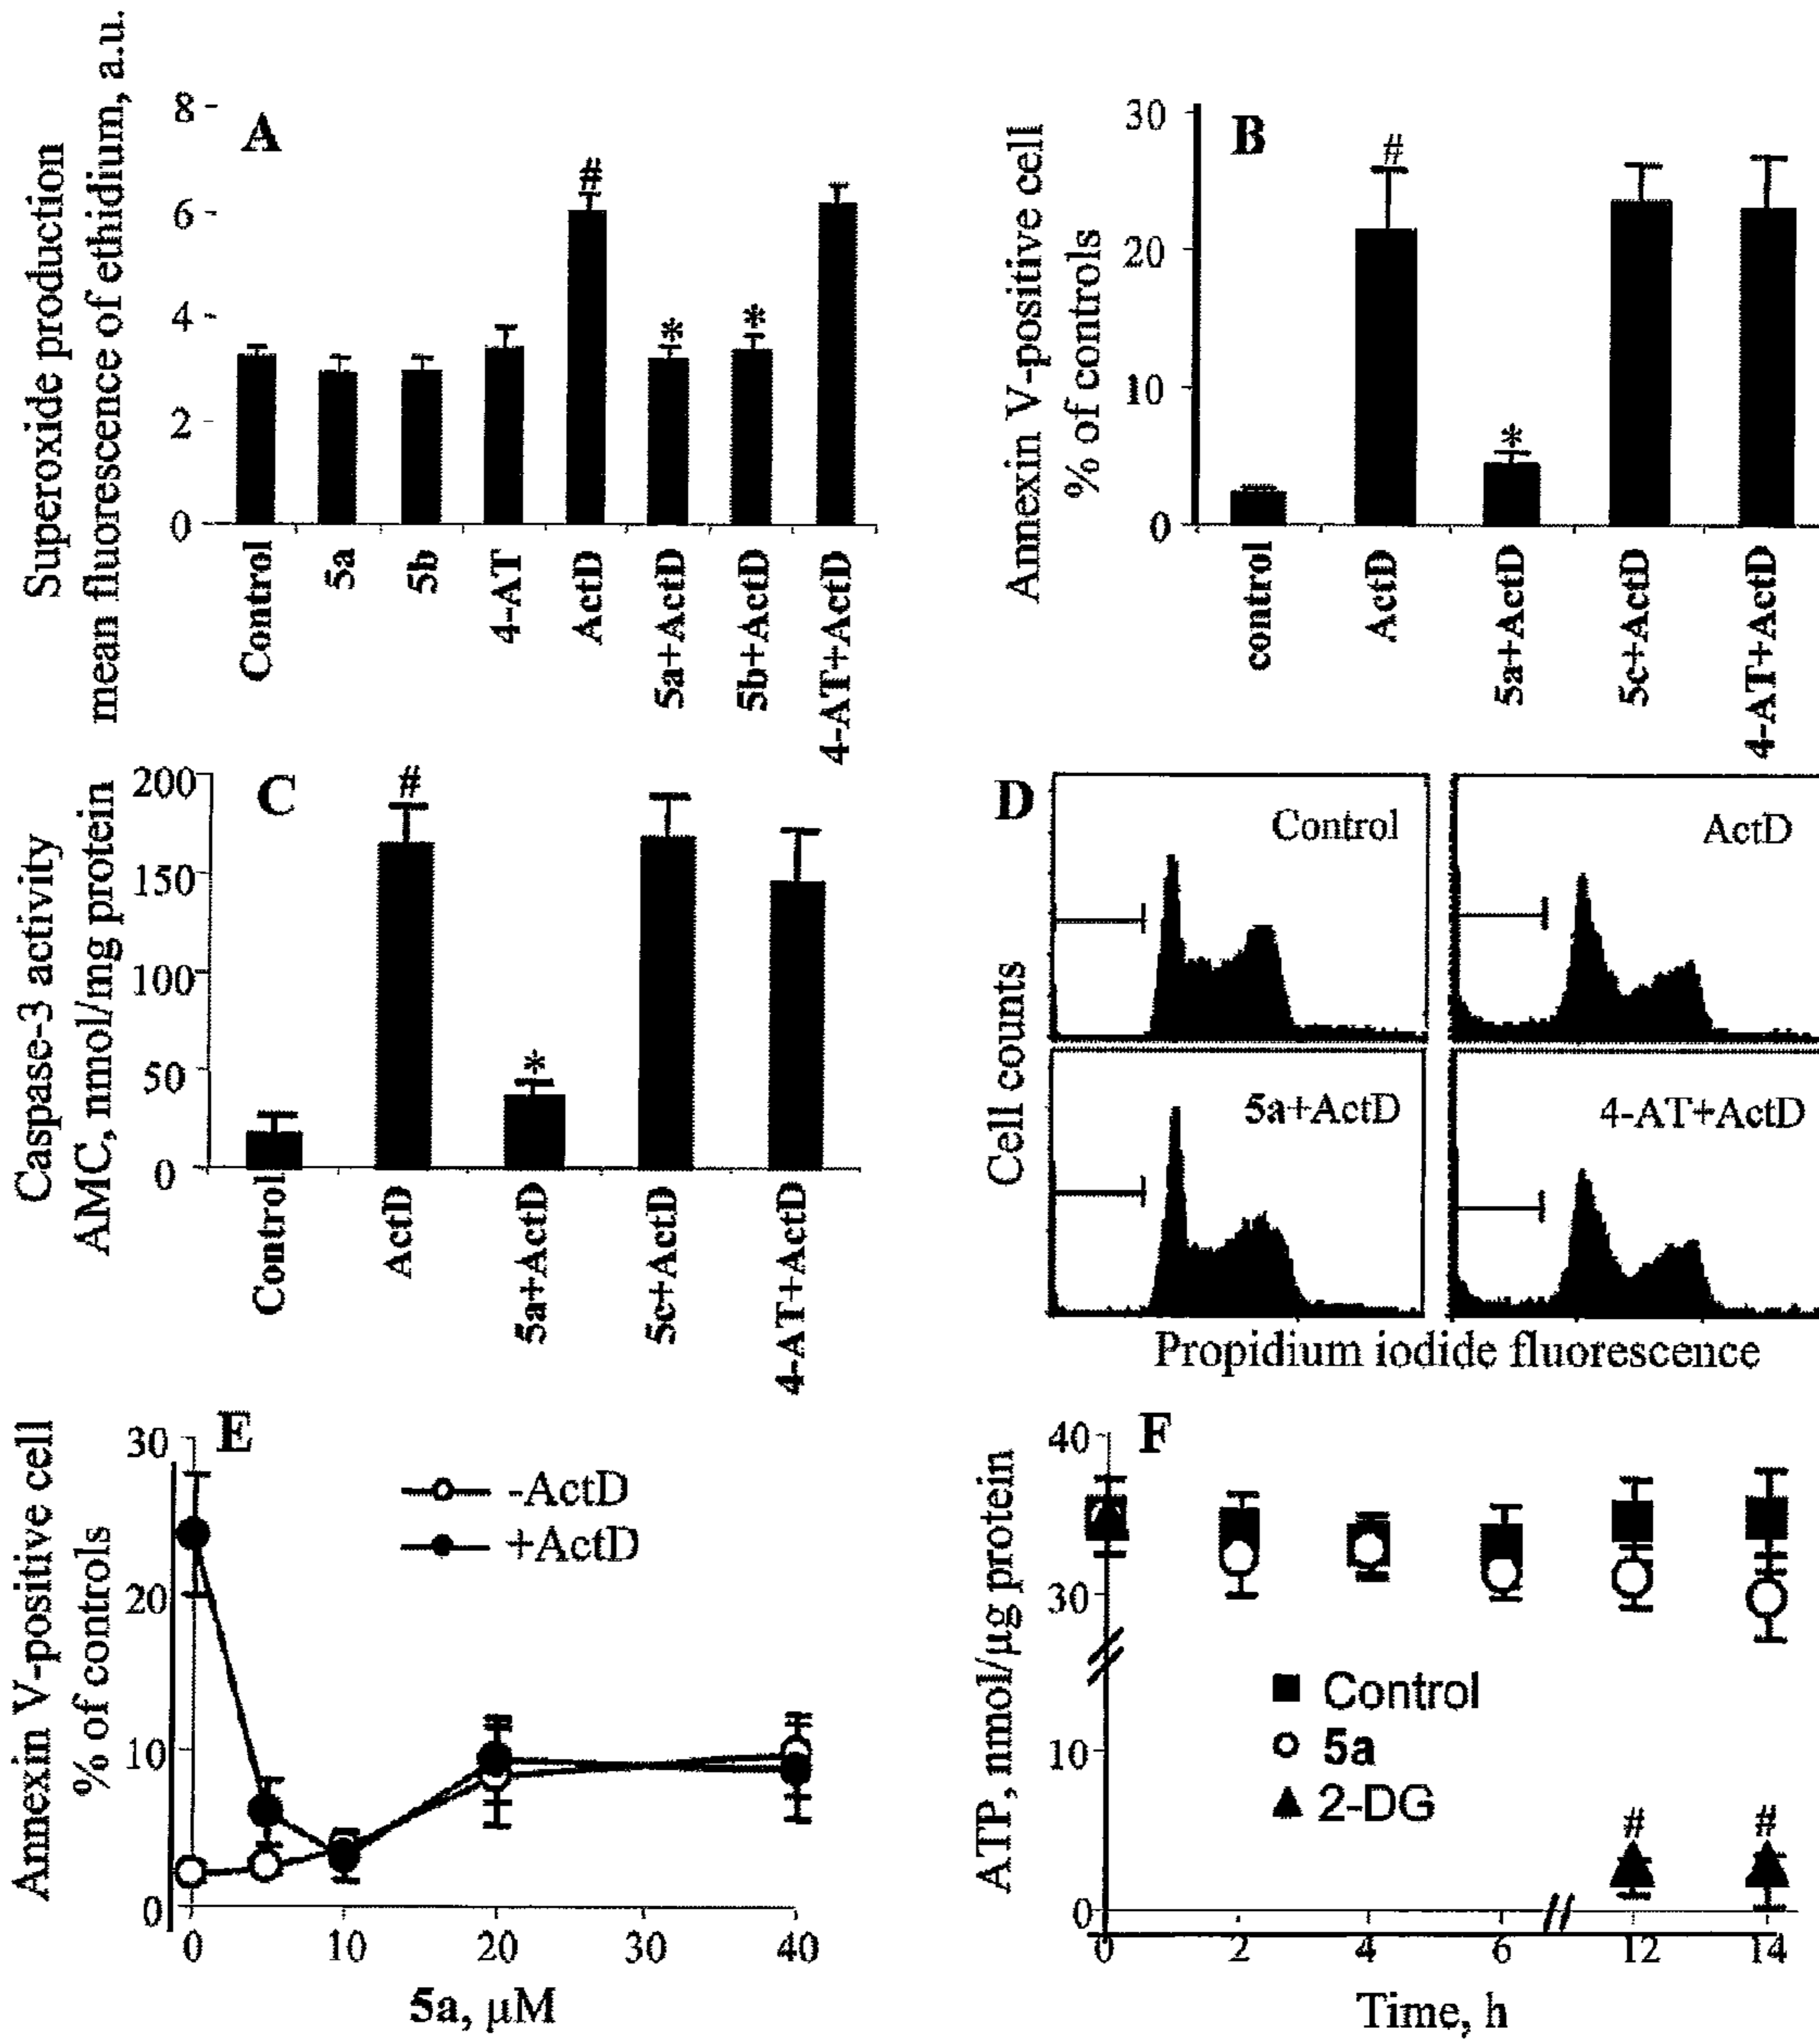 A
Superoxide production
mean fluorescence of ethidium, a.u.
8
6
4
2
0
#
*
*
Control
5a
5b
4-AT
ActD
5a+ActD
5b+ActD
4-AT+ActD
B
Annexin V-positive cell
% of controls
30
20
10
0
#
*
control
ActD
5a+ActD
5c+ActD
4-AT+ActD
C
Caspase-3 activity
AMC, nmol/mg protein
200
150
100
50
0
#
*
Control
ActD
5a+ActD
5c+ActD
4-AT+ActD
D
Cell counts
Control
ActD
5a+ActD
4-AT+ActD
Propidium iodide fluorescence
E
Annexin V-positive cell
% of controls
30
20
10
0
-ActD
+ActD
0 10 20 30 40
5a, μM
F
ATP, nmol/μg protein
40
30
10
0
Control
5a
2-DG
# #
0 2 4 6 12 14
Time, h